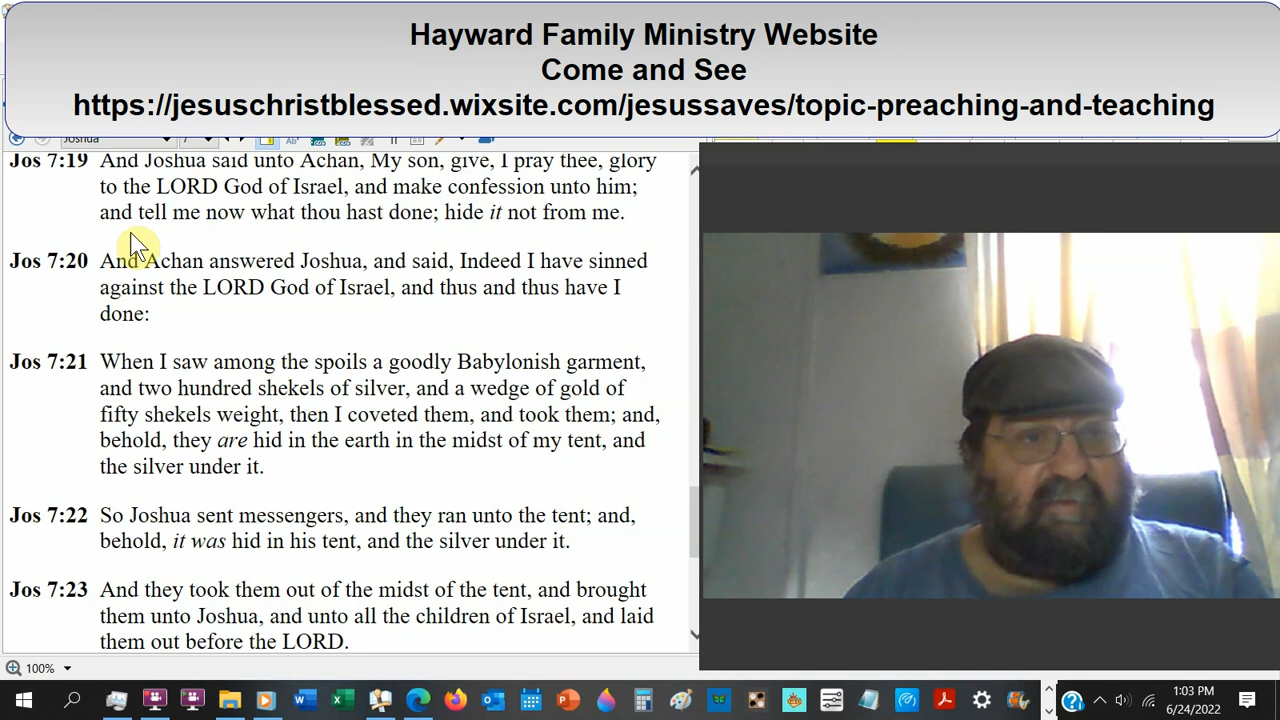 Hayward Family Ministry Website
Come and See
https://jesuschristblessed.wixsite.com/jesussaves/topic-preaching-and-teaching
Joshua 7
Jos 7:19 And Joshua said unto Achan, My son, give, I pray thee, glory
to the LORD God of Israel, and make confession unto him;
and tell me now what thou hast done; hide it not from me.
Jos 7:20 And Achan answered Joshua, and said, Indeed I have sinned
against the LORD God of Israel, and thus and thus have I
done:
Jos 7:21 When I saw among the spoils a goodly Babylonish garment,
and two hundred shekels of silver, and a wedge of gold of
fifty shekels weight, then I coveted them, and took them; and,
behold, they are hid in the earth in the midst of my tent, and
the silver under it.
Jos 7:22 So Joshua sent messengers, and they ran unto the tent; and,
behold, it was hid in his tent, and the silver under it.
Jos 7:23 And they took them out of the midst of the tent, and brought
them unto Joshua, and unto all the children of Israel, and laid
them out before the LORD.
100%
1:03 PM
6/24/2022